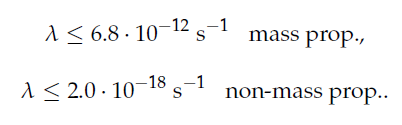 λ ≤ 6.8 · 10⁻¹² s⁻¹ mass prop.,
λ ≤ 2.0 · 10⁻¹⁸ s⁻¹ non-mass prop..